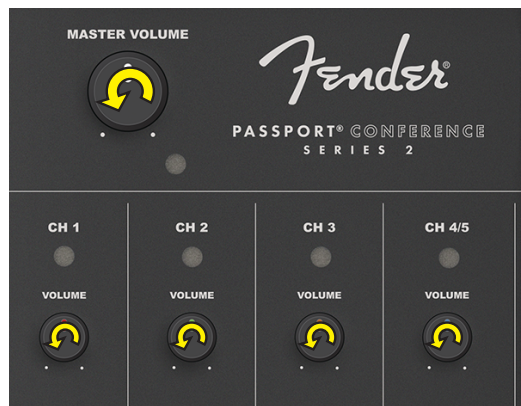 MASTER VOLUME
Fender®
PASSPORT® CONFERENCE
SERIES 2
CH 1
CH 2
CH 3
CH 4/5
VOLUME
VOLUME
VOLUME
VOLUME